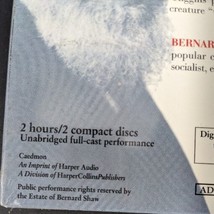 creature "
BERNAR
popular
socialist, e
2 hours/2 compact discs
Unabridged full-cast performance
Dig
Caedmon
An Imprint of Harper Audio
A Division of HarperCollinsPublishers
Public performance rights reserved by
the Estate of Bernard Shaw
AD